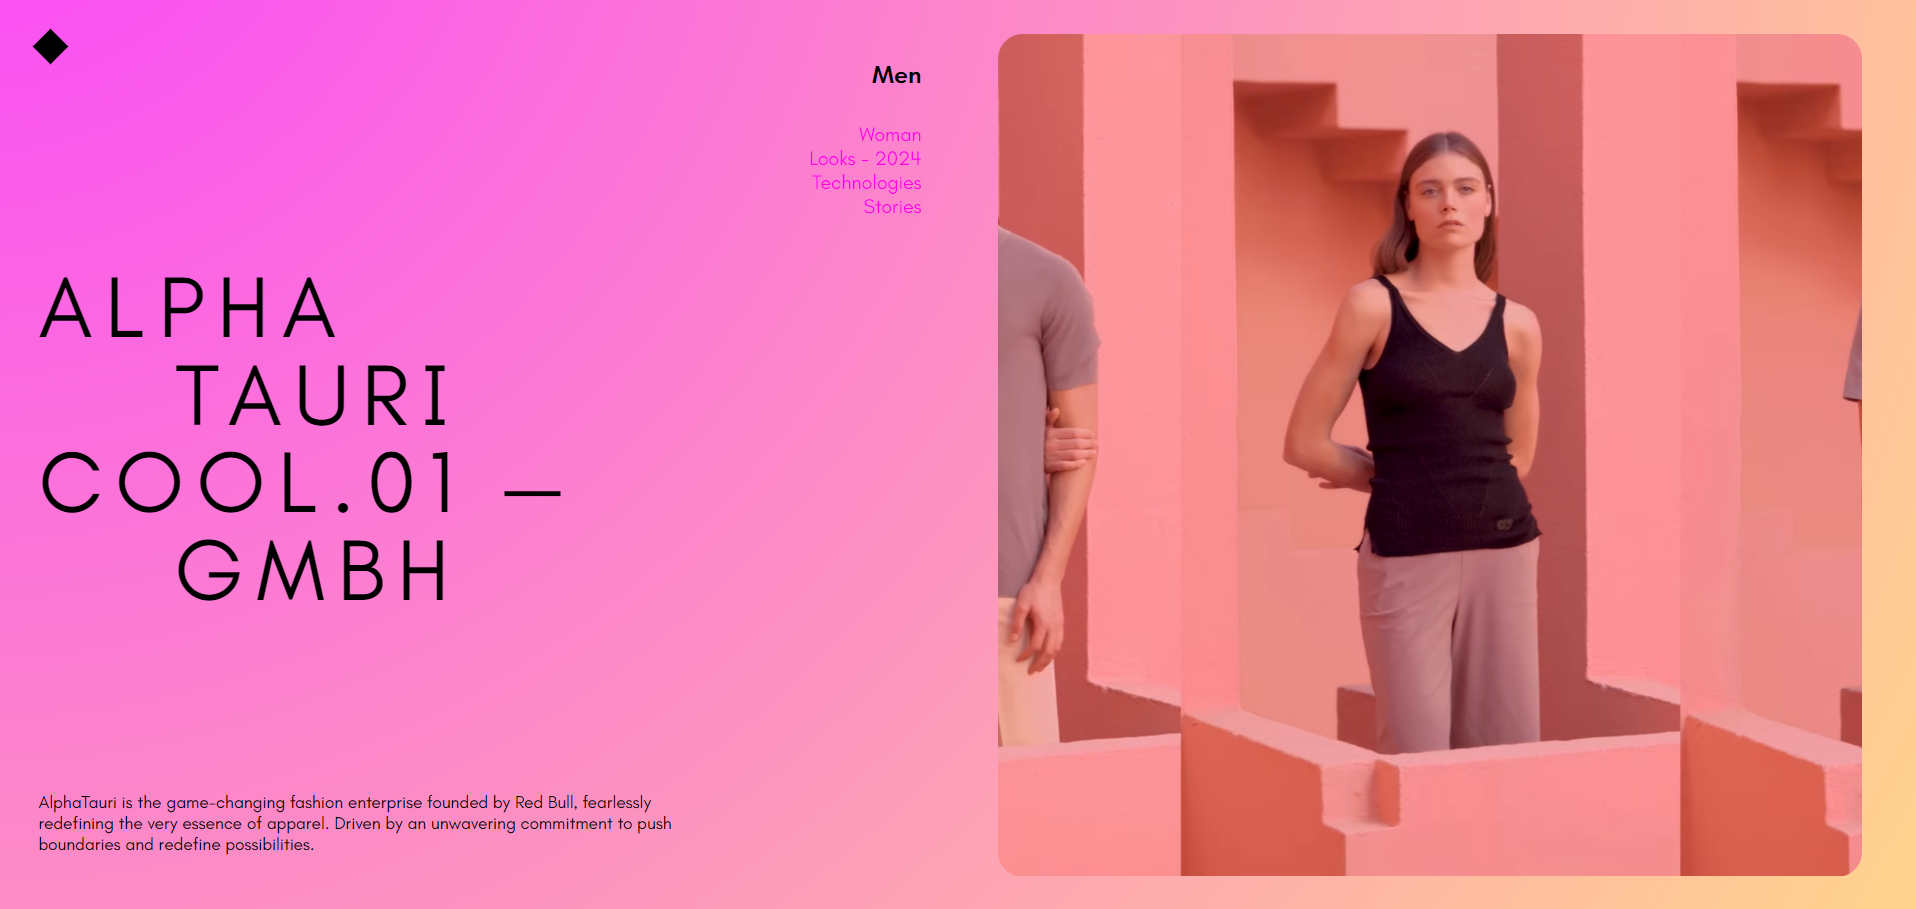 Men
Woman
Looks - 2024
Technologies
Stories
ALPHA
TAURI
COOL.01 —
GMBH
AlphaTauri is the game-changing fashion enterprise founded by Red Bull, fearlessly
redefining the very essence of apparel. Driven by an unwavering commitment to push
boundaries and redefine possibilities.